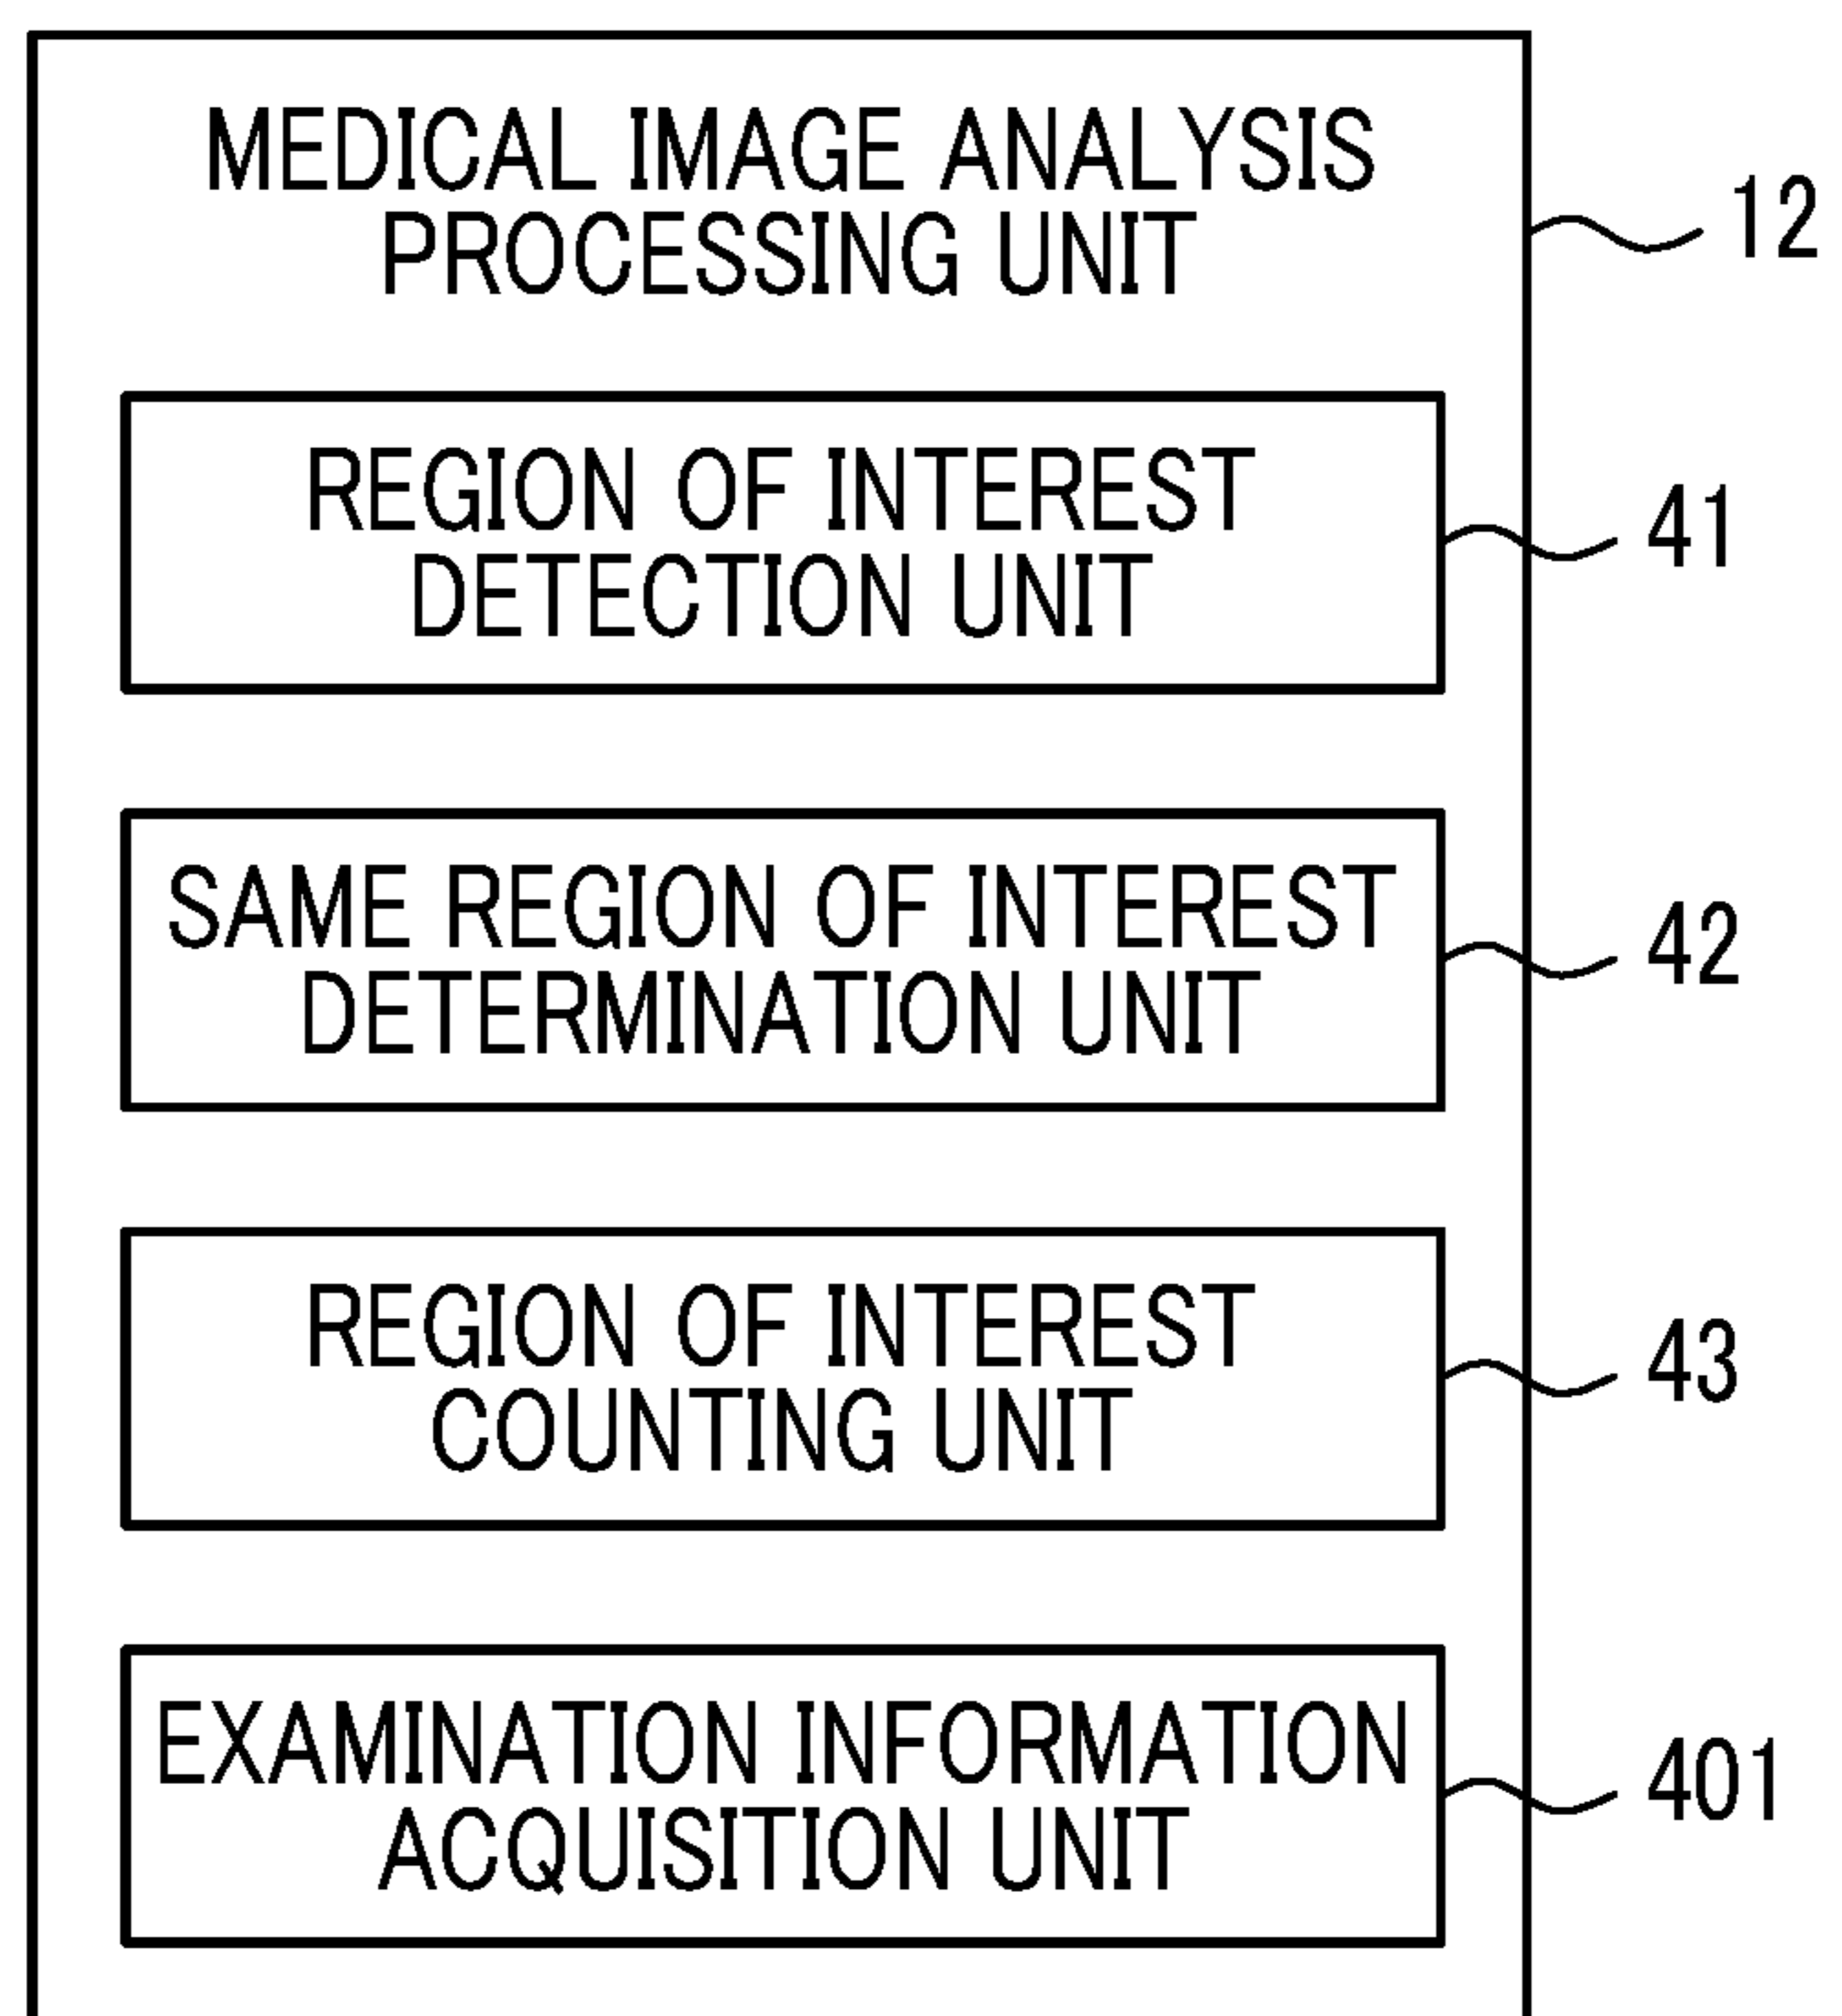 MEDICAL IMAGE ANALYSIS
PROCESSING UNIT
12
REGION OF INTEREST
DETECTION UNIT
41
SAME REGION OF INTEREST
DETERMINATION UNIT
42
REGION OF INTEREST
COUNTING UNIT
43
EXAMINATION INFORMATION
ACQUISITION UNIT
401